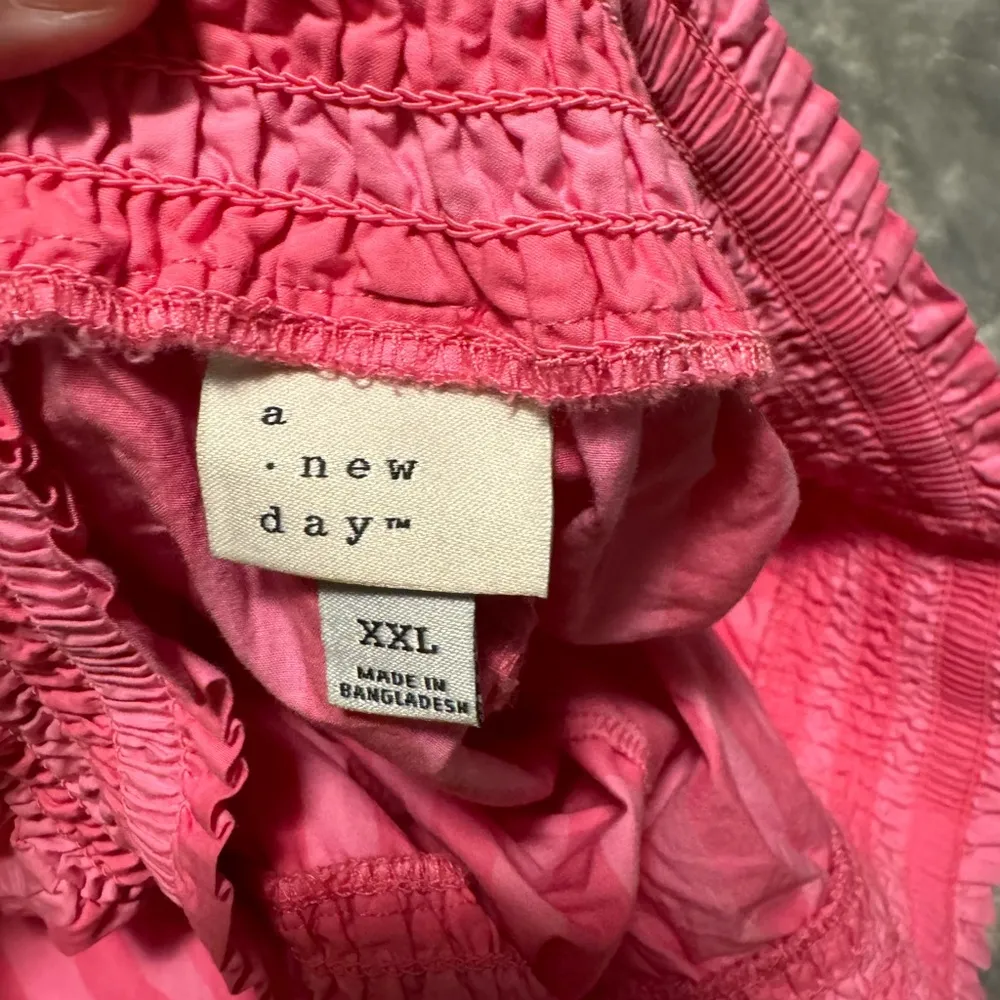 a
· new
day™
XXL
MADE IN
BANGLADESH